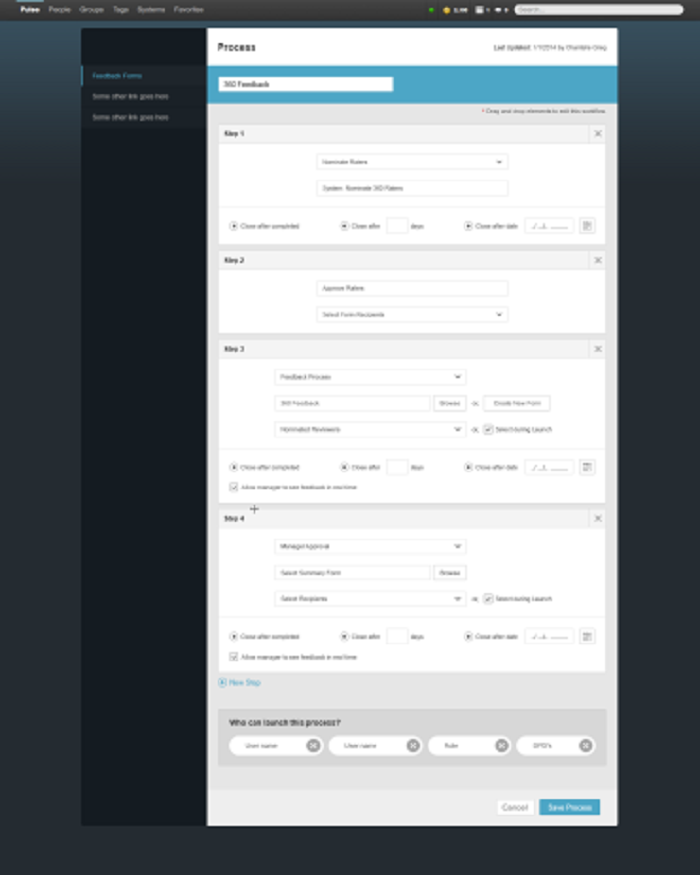 Pulse People Groups Tags Systems Favorites Search...
Process
Last Updated: 1/1/2014 by
Feedback Forms
Some other link goes here
Some other link goes here
360 Feedback
* Drag and drop elements to edit this workflow.
Step 1
Nominate Raters
System: Nominate 360 Raters
Close after completed Close after days Close after date
Step 2
Approve Raters
Select Form Recipients
Step 3
Feedback Process
360 Feedback Browse or Create New Form
Nominated Reviewers or Select during Launch
Close after completed Close after days Close after date
Allow manager to see feedback in real time
Step 4
Manager Approval
Select Summary Form Browse
Select Recipients or Select during Launch
Close after completed Close after days Close after date
Allow manager to see feedback in real time
New Step
Who can launch this process?
User name User name Role
Cancel Save Process